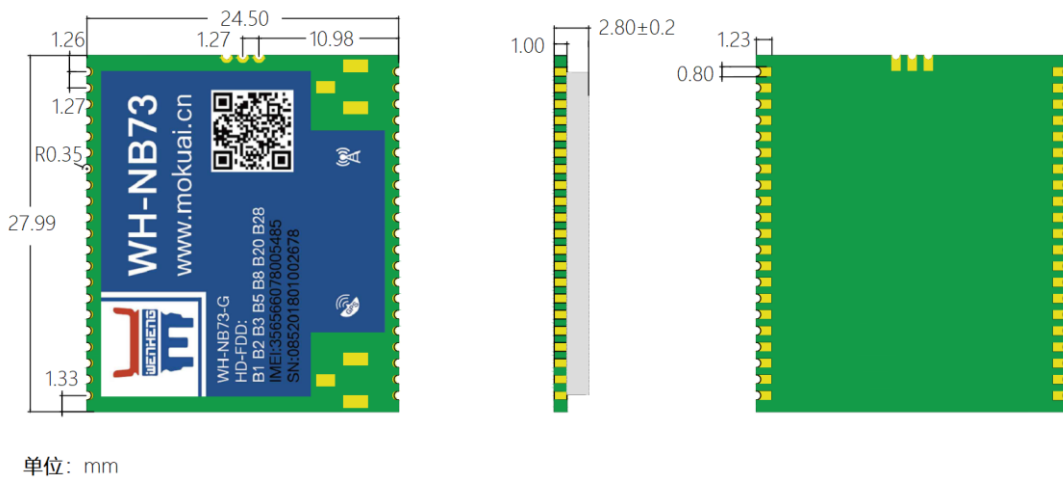 24.50
2.80±0.2
1.26
1.27
10.98
1.00
1.23
0.80
1.27
R0.35
27.99
1.33
WH-NB73
www.mokuai.cn
WH-NB73-G
HD-FDD:
B1 B2 B3 B5 B8 B20 B28
IMEI:356566078005485
SN:085201801002678
WENHENG
GPS
单位：mm